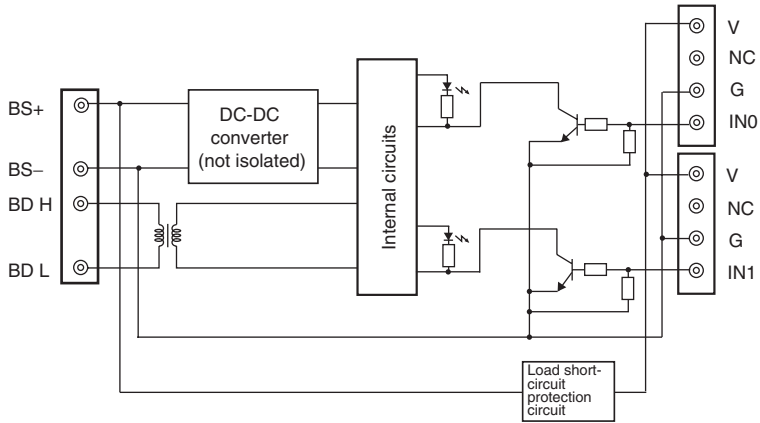 BS+
BS−
BD H
BD L
DC-DC
converter
(not isolated)
Internal circuits
V
NC
G
IN0
V
NC
G
IN1
Load short-
circuit
protection
circuit